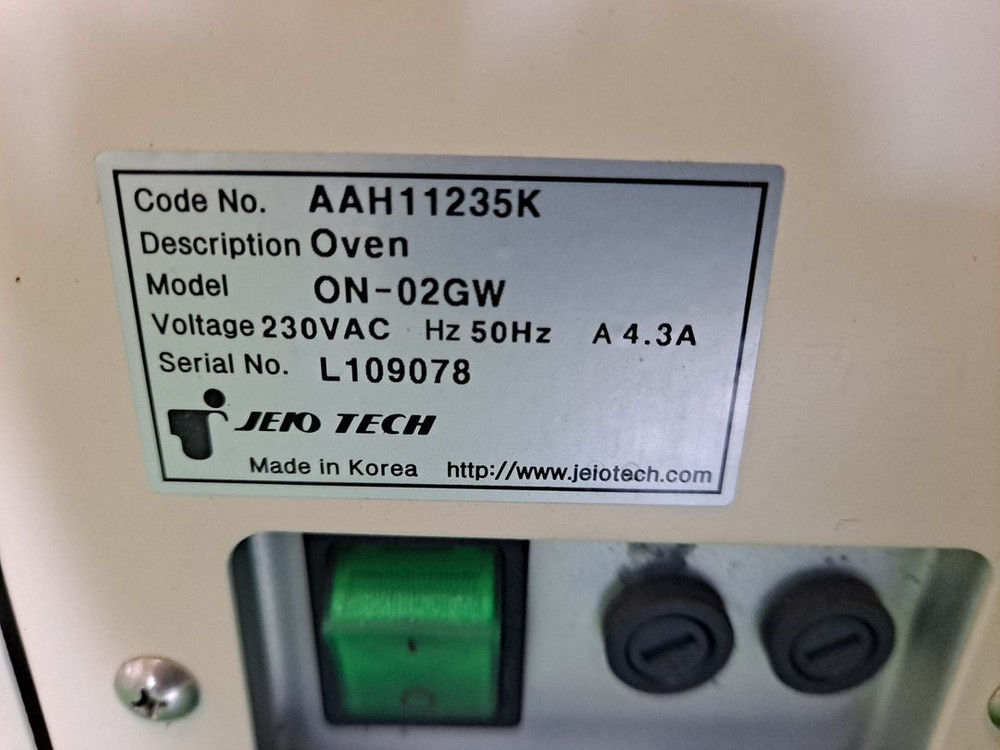 Code No. AAH11235K
Description Oven
Model ON-02GW
Voltage 230VAC Hz 50Hz A 4.3A
Serial No. L109078
JEIO TECH
Made in Korea http://www.jeiotech.com